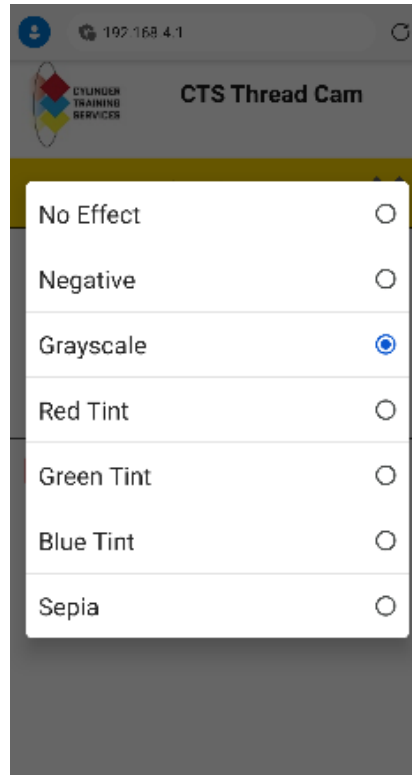 192.168.4.1
CYLINDER
TRAINING
SERVICES
CTS Thread Cam
No Effect
Negative
Grayscale
Red Tint
Green Tint
Blue Tint
Sepia